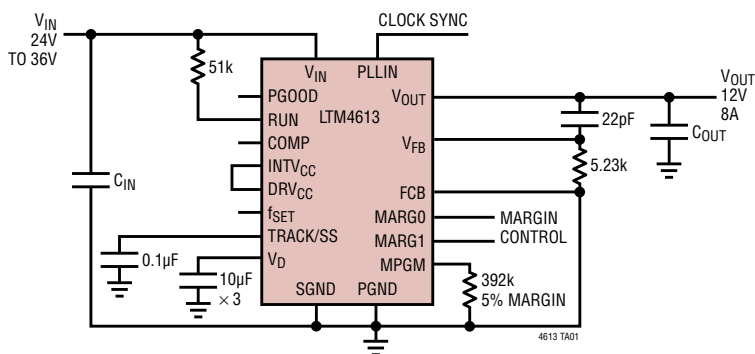 V_IN
24V
TO 36V
CLOCK SYNC
51k
V_IN
PLLIN
PGOOD
V_OUT
V_OUT
12V
8A
RUN
LTM4613
22pF
COMP
V_FB
C_OUT
INTV_CC
5.23k
C_IN
DRV_CC
FCB
f_SET
MARG0
MARGIN
TRACK/SS
MARG1
CONTROL
0.1µF
V_D
MPGM
10µF
× 3
392k
5% MARGIN
SGND
PGND
4613 TA01